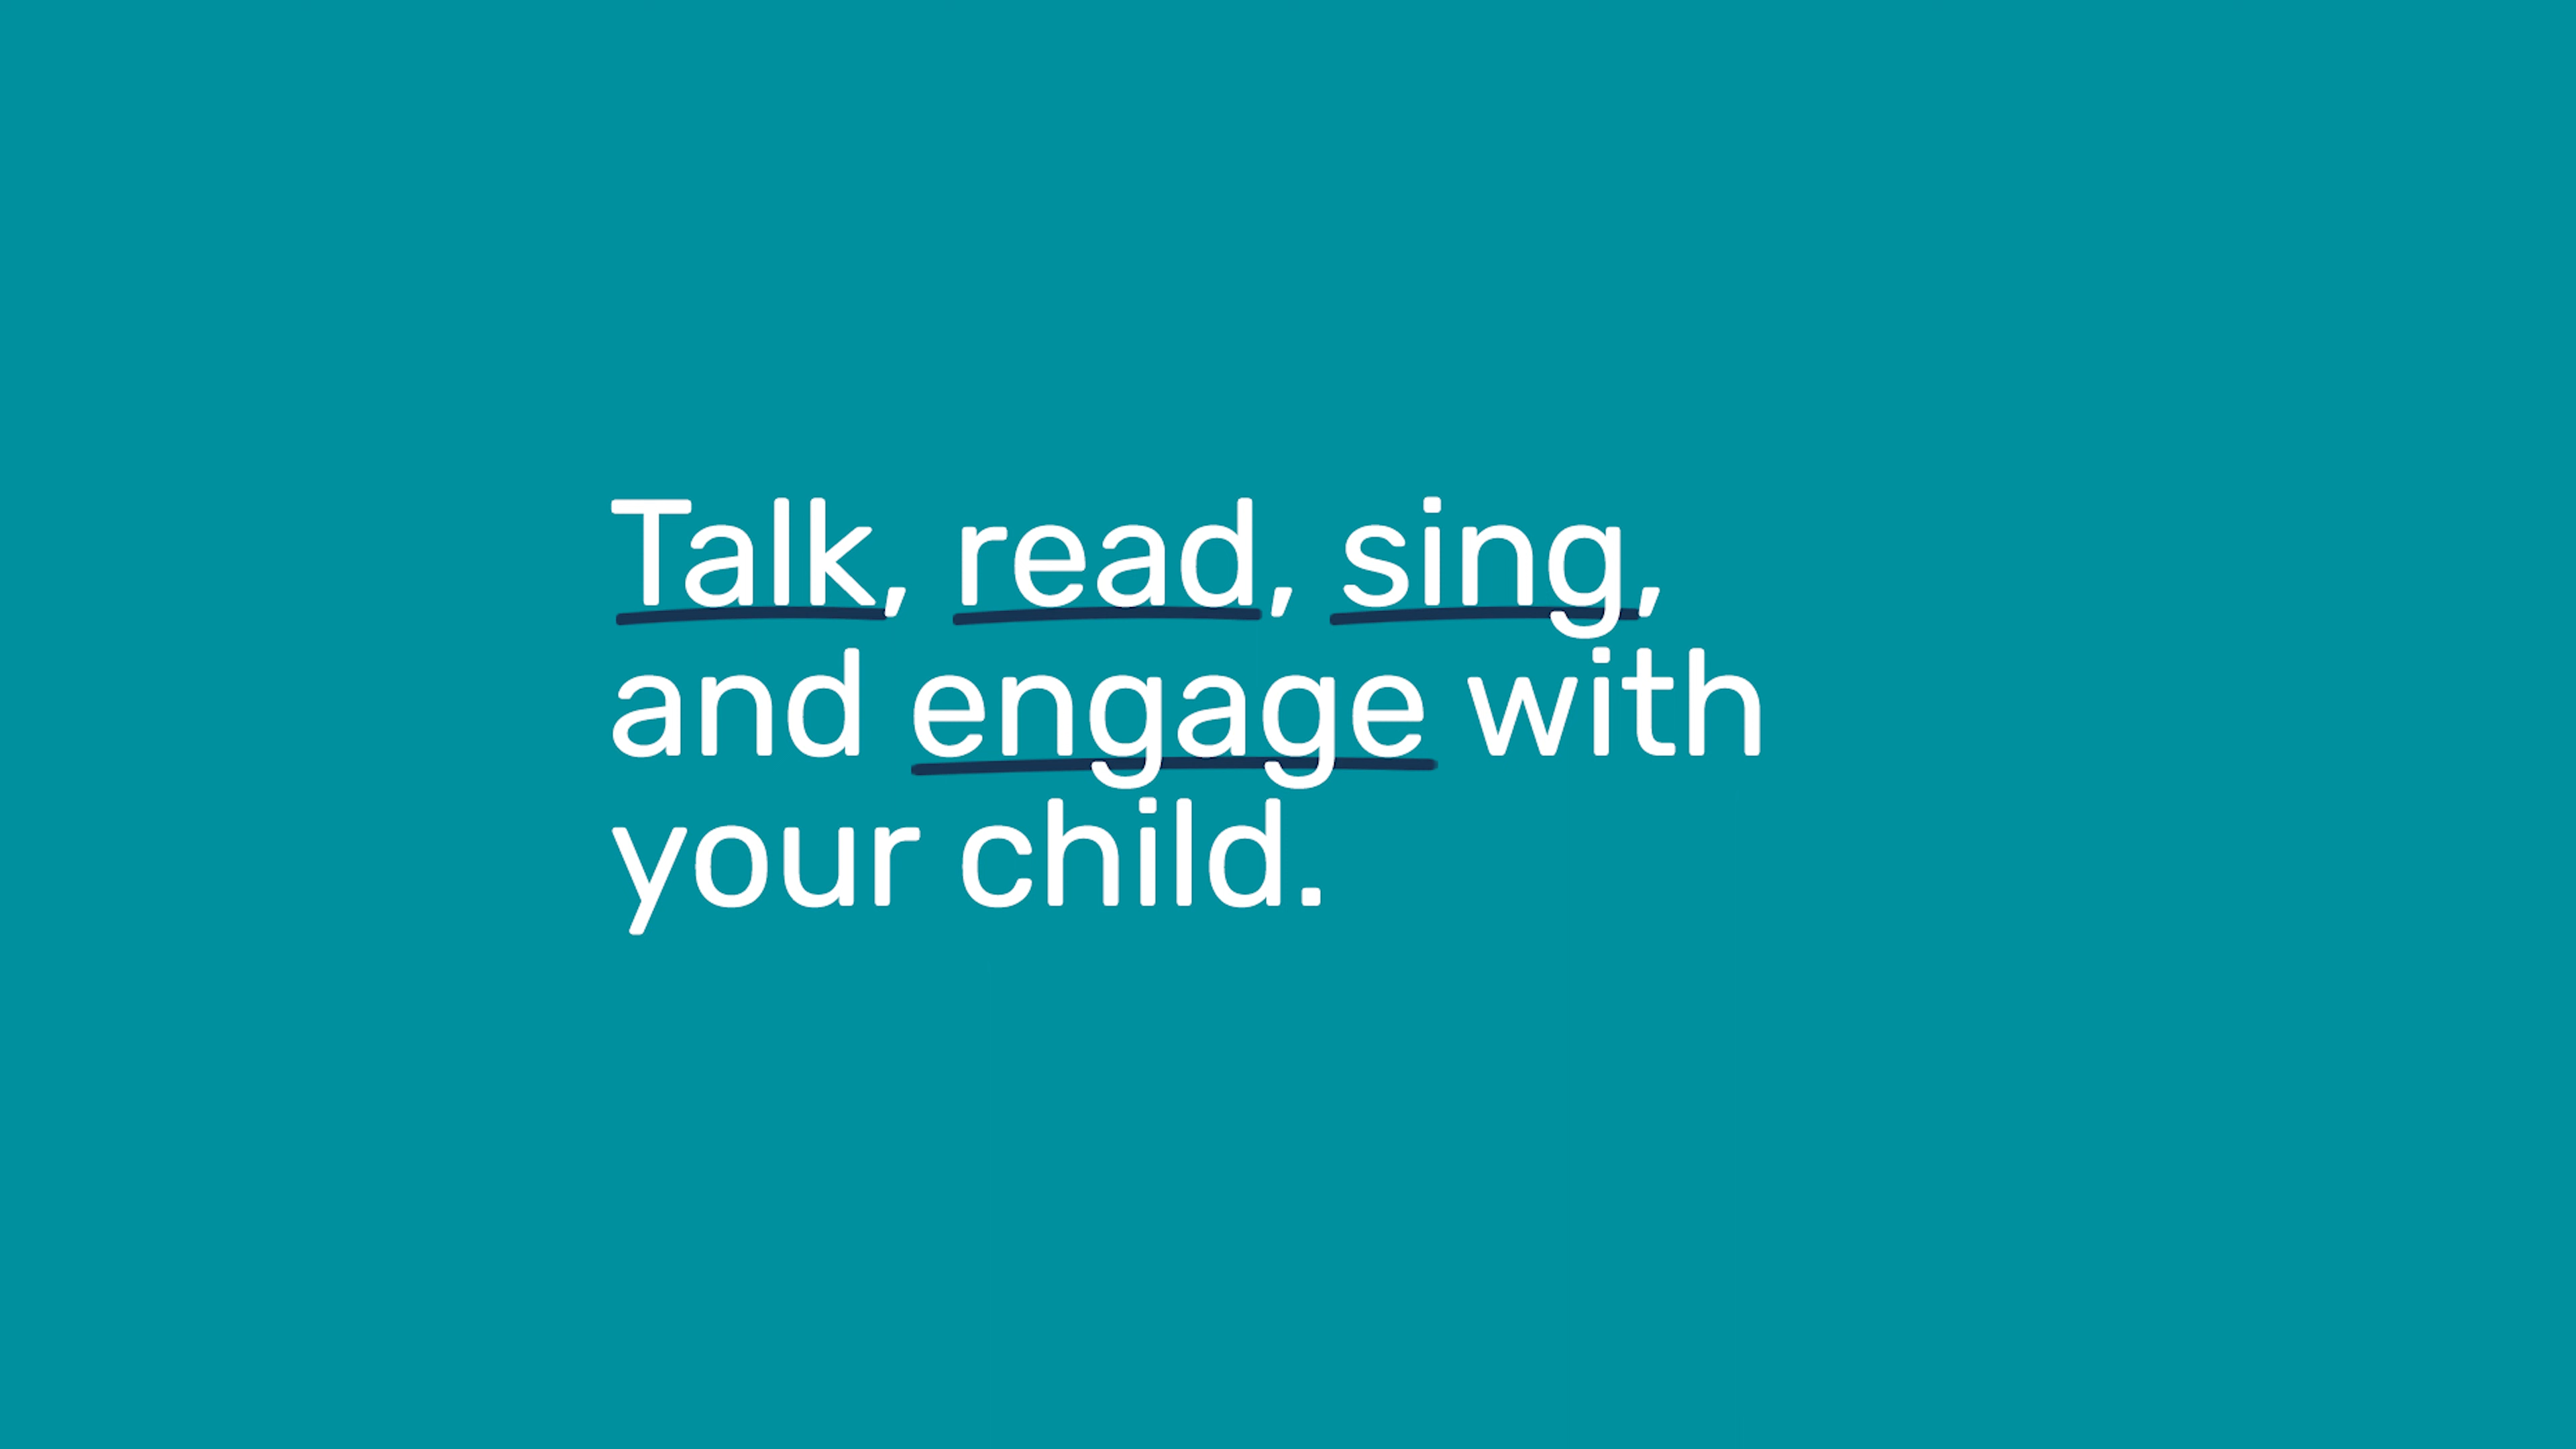 Talk, read, sing,
and engage with
your child.